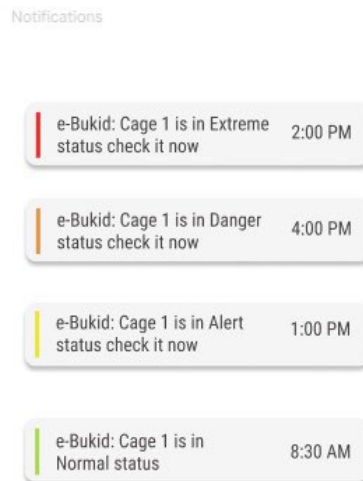 Notifications
e-Bukid: Cage 1 is in Extreme
status check it now
2:00 PM
e-Bukid: Cage 1 is in Danger
status check it now
4:00 PM
e-Bukid: Cage 1 is in Alert
status check it now
1:00 PM
e-Bukid: Cage 1 is in
Normal status
8:30 AM